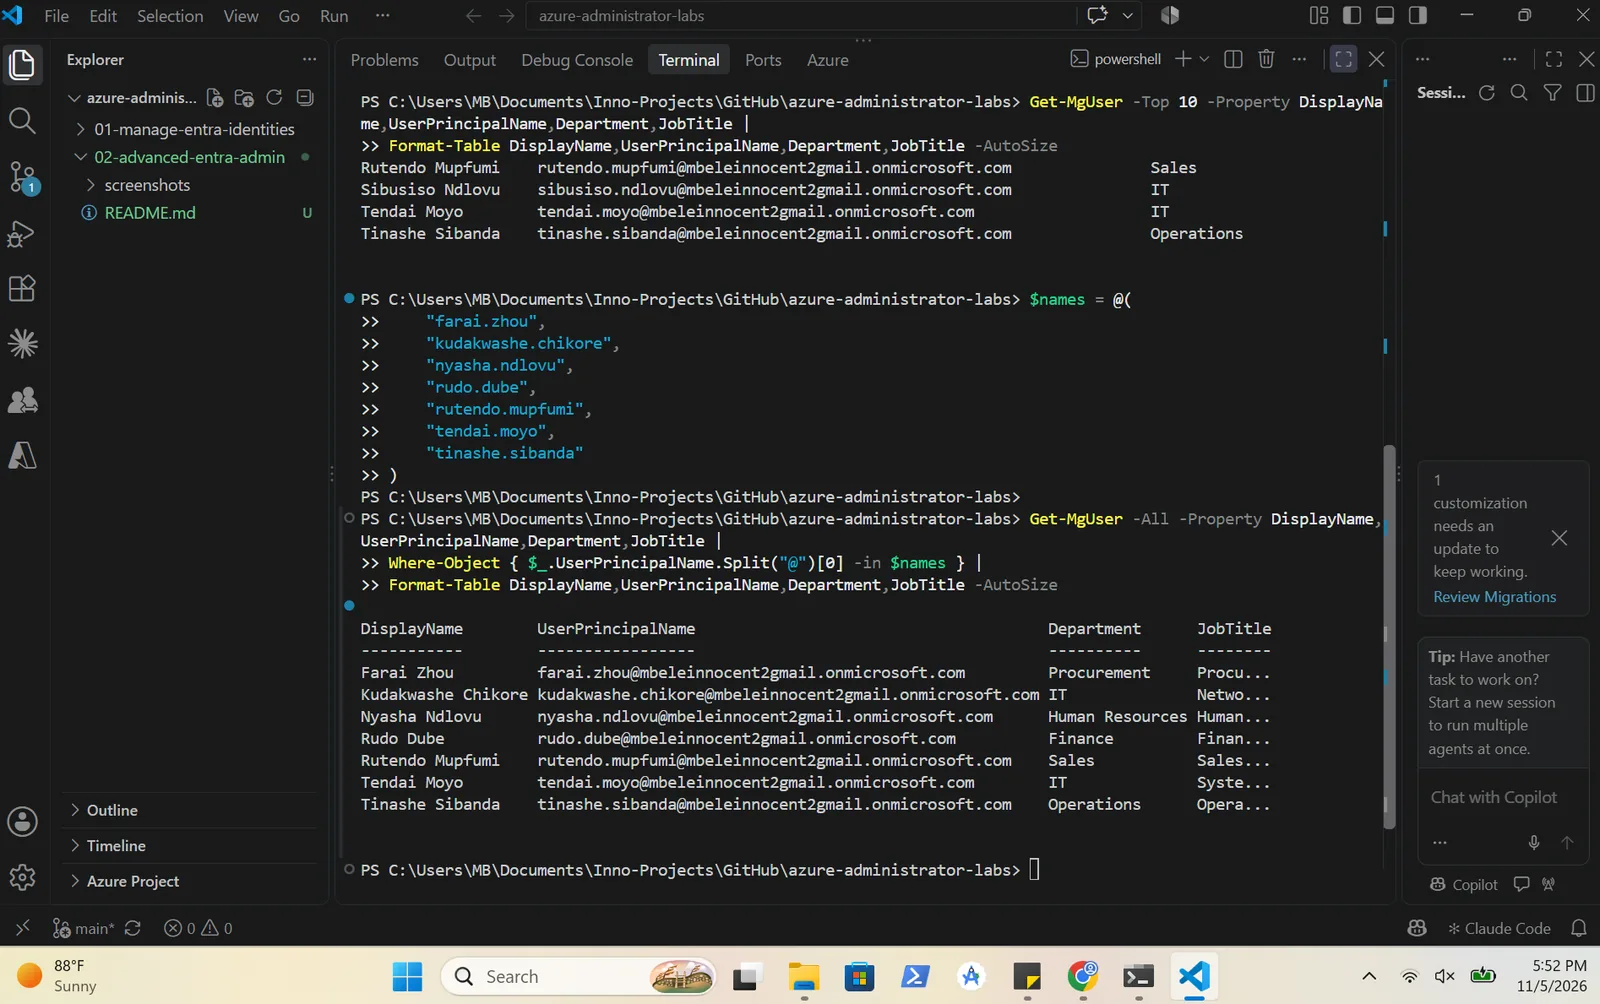 File Edit Selection View Go Run ... azure-administrator-labs
Explorer ...
azure-adminis...
01-manage-entra-identities
02-advanced-entra-admin
screenshots
README.md U
1
Outline
Timeline
Azure Project
Problems Output Debug Console Terminal Ports Azure powershell ...
PS C:\Users\MB\Documents\Inno-Projects\GitHub\azure-administrator-labs> Get-MgUser -Top 10 -Property DisplayNa
me,UserPrincipalName,Department,JobTitle |
>> Format-Table DisplayName,UserPrincipalName,Department,JobTitle -AutoSize
Rutendo Mupfumi rutendo.mupfumi@mbeleinnocent2gmail.onmicrosoft.com Sales
Sibusiso Ndlovu sibusiso.ndlovu@mbeleinnocent2gmail.onmicrosoft.com IT
Tendai Moyo tendai.moyo@mbeleinnocent2gmail.onmicrosoft.com IT
Tinashe Sibanda tinashe.sibanda@mbeleinnocent2gmail.onmicrosoft.com Operations
PS C:\Users\MB\Documents\Inno-Projects\GitHub\azure-administrator-labs> $names = @(
>> "farai.zhou",
>> "kudakwashe.chikore",
>> "nyasha.ndlovu",
>> "rudo.dube",
>> "rutendo.mupfumi",
>> "tendai.moyo",
>> "tinashe.sibanda"
>> )
PS C:\Users\MB\Documents\Inno-Projects\GitHub\azure-administrator-labs>
PS C:\Users\MB\Documents\Inno-Projects\GitHub\azure-administrator-labs> Get-MgUser -All -Property DisplayName,
UserPrincipalName,Department,JobTitle |
>> Where-Object { $_.UserPrincipalName.Split("@")[0] -in $names } |
>> Format-Table DisplayName,UserPrincipalName,Department,JobTitle -AutoSize
DisplayName UserPrincipalName Department JobTitle
----------- ----------------- ---------- --------
Farai Zhou farai.zhou@mbeleinnocent2gmail.onmicrosoft.com Procurement Procu...
Kudakwashe Chikore kudakwashe.chikore@mbeleinnocent2gmail.onmicrosoft.com IT Netwo...
Nyasha Ndlovu nyasha.ndlovu@mbeleinnocent2gmail.onmicrosoft.com Human Resources Human...
Rudo Dube rudo.dube@mbeleinnocent2gmail.onmicrosoft.com Finance Finan...
Rutendo Mupfumi rutendo.mupfumi@mbeleinnocent2gmail.onmicrosoft.com Sales Sales...
Tendai Moyo tendai.moyo@mbeleinnocent2gmail.onmicrosoft.com IT Syste...
Tinashe Sibanda tinashe.sibanda@mbeleinnocent2gmail.onmicrosoft.com Operations Opera...
PS C:\Users\MB\Documents\Inno-Projects\GitHub\azure-administrator-labs>
Sessi...
1
customization
needs an
update to
keep working.
Review Migrations
Tip: Have another
task to work on?
Start a new session
to run multiple
agents at once.
Chat with Copilot
...
Copilot
main* 0 0 Claude Code
88°F
Sunny
Search
5:52 PM
11/5/2026